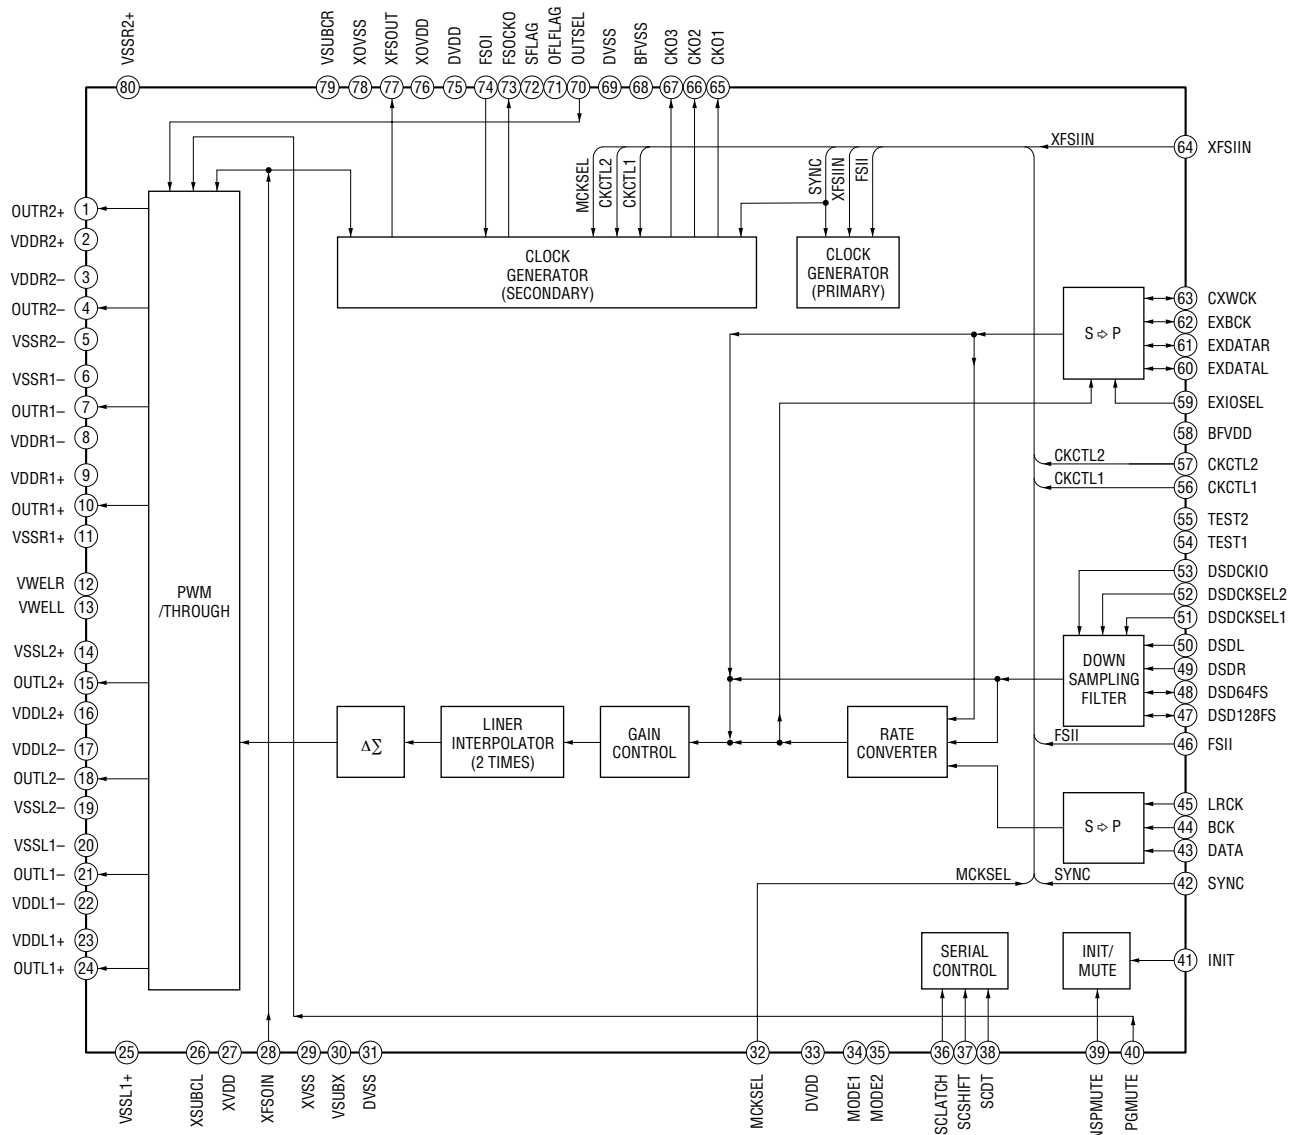 VSSR2+
VSUBCR
XOVSS
XFSOUT
XOVDD
DVDD
FSOI
FSOCKO
SFLAG
OFLFLAG
OUTSEL
DVSS
BFVSS
CKO3
CKO2
CKO1
80
79
78
77
76
75
74
73
72
71
70
69
68
67
66
65
MCKSEL
CKCTL2
CKCTL1
SYNC
XFSIIN
FSII
XFSIIN
64 XFSIIN
OUTR2+ 1
VDDR2+ 2
VDDR2– 3
OUTR2– 4
VSSR2– 5
VSSR1– 6
OUTR1– 7
VDDR1– 8
VDDR1+ 9
OUTR1+ 10
VSSR1+ 11
VWELR 12
VWELL 13
VSSL2+ 14
OUTL2+ 15
VDDL2+ 16
VDDL2– 17
OUTL2– 18
VSSL2– 19
VSSL1– 20
OUTL1– 21
VDDL1– 22
VDDL1+ 23
OUTL1+ 24
PWM
/THROUGH
CLOCK
GENERATOR
(SECONDARY)
CLOCK
GENERATOR
(PRIMARY)
S ⇨ P
63 CXWCK
62 EXBCK
61 EXDATAR
60 EXDATAL
59 EXIOSEL
58 BFVDD
CKCTL2
57 CKCTL2
CKCTL1
56 CKCTL1
55 TEST2
54 TEST1
53 DSDCKIO
52 DSDCKSEL2
51 DSDCKSEL1
50 DSDL
49 DSDR
48 DSD64FS
47 DSD128FS
DOWN
SAMPLING
FILTER
FSII
46 FSII
ΔΣ
LINER
INTERPOLATOR
(2 TIMES)
GAIN
CONTROL
RATE
CONVERTER
S ⇨ P
45 LRCK
44 BCK
43 DATA
MCKSEL
SYNC
42 SYNC
SERIAL
CONTROL
INIT/
MUTE
41 INIT
25
26
27
28
29
30
31
32
33
34
35
36
37
38
39
40
VSSL1+
XSUBCL
XVDD
XFSOIN
XVSS
VSUBX
DVSS
MCKSEL
DVDD
MODE1
MODE2
SCLATCH
SCSHIFT
SCDT
NSPMUTE
PGMUTE